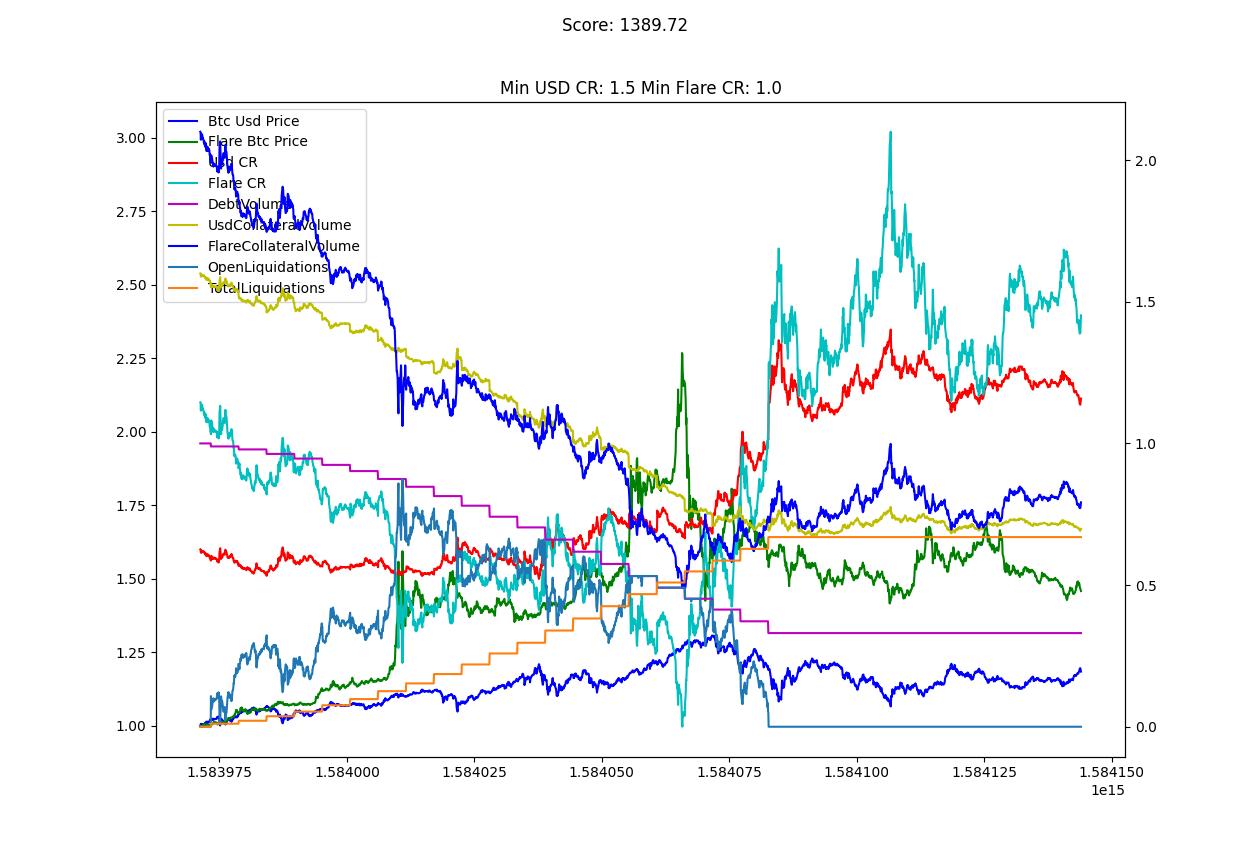 Score: 1389.72
Min USD CR: 1.5 Min Flare CR: 1.0
Btc Usd Price
Flare Btc Price
Usd CR
Flare CR
DebtVolume
UsdCollateralVolume
FlareCollateralVolume
OpenLiquidations
TotalLiquidations
3.00
2.75
2.50
2.25
2.00
1.75
1.50
1.25
1.00
2.0
1.5
1.0
0.5
0.0
1.583975
1.584000
1.584025
1.584050
1.584075
1.584100
1.584125
1.584150
1e15